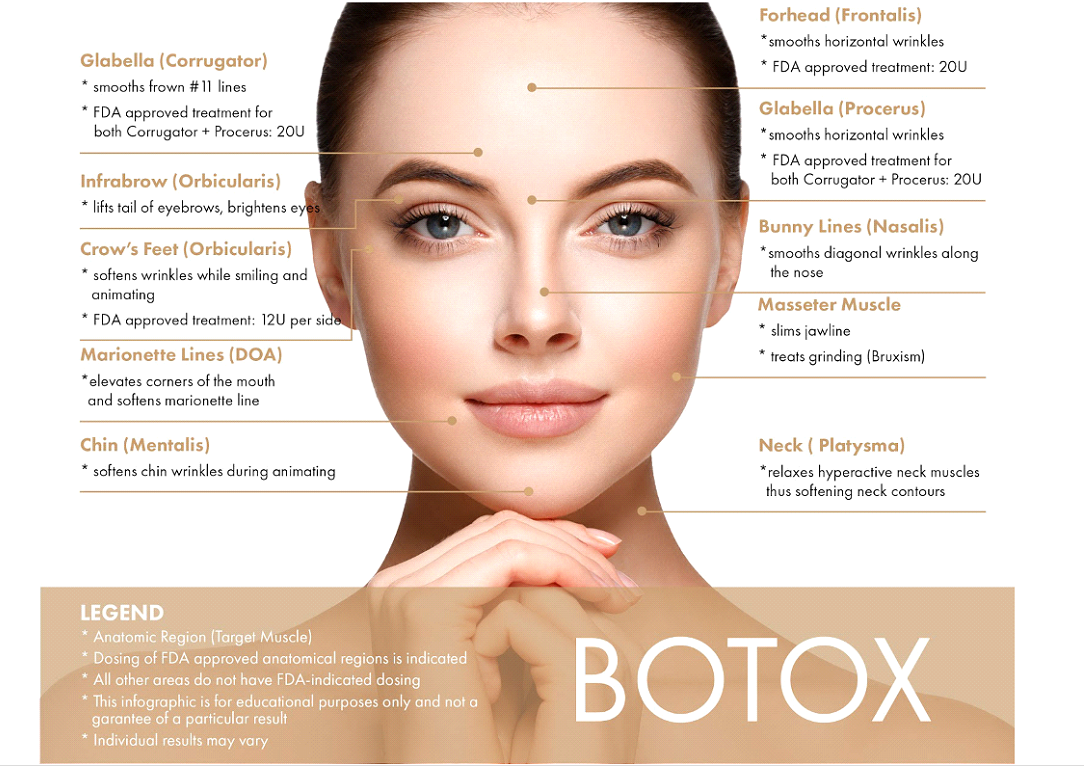 Glabella (Corrugator)
* smooths frown #11 lines
* FDA approved treatment for
both Corrugator + Procerus: 20U
Infrabrow (Orbicularis)
* lifts tail of eyebrows, brightens eyes
Crow's Feet (Orbicularis)
* softens wrinkles while smiling and
animating
* FDA approved treatment: 12U per side
Marionette Lines (DOA)
*elevates corners of the mouth
and softens marionette line
Chin (Mentalis)
* softens chin wrinkles during animating
Forhead (Frontalis)
*smooths horizontal wrinkles
* FDA approved treatment: 20U
Glabella (Procerus)
*smooths horizontal wrinkles
* FDA approved treatment for
both Corrugator + Procerus: 20U
Bunny Lines (Nasalis)
*smooths diagonal wrinkles along
the nose
Masseter Muscle
* slims jawline
* treats grinding (Bruxism)
Neck ( Platysma)
*relaxes hyperactive neck muscles
thus softening neck contours
LEGEND
* Anatomic Region (Target Muscle)
* Dosing of FDA approved anatomical regions is indicated
* All other areas do not have FDA-indicated dosing
* This infographic is for educational purposes only and not a
garantee of a particular result
* Individual results may vary
BOTOX